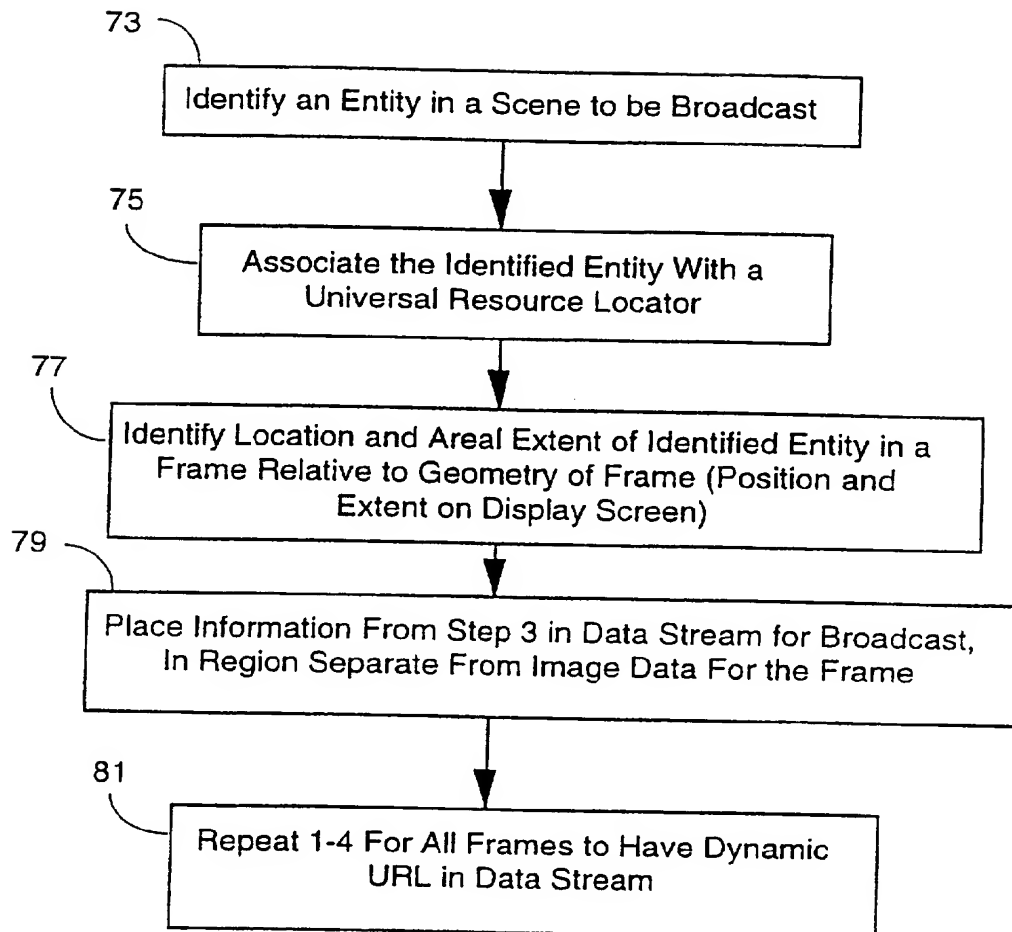 73
Identify an Entity in a Scene to be Broadcast
75
Associate the Identified Entity With a
Universal Resource Locator
77
Identify Location and Areal Extent of Identified Entity in a
Frame Relative to Geometry of Frame (Position and
Extent on Display Screen)
79
Place Information From Step 3 in Data Stream for Broadcast,
In Region Separate From Image Data For the Frame
81
Repeat 1-4 For All Frames to Have Dynamic
URL in Data Stream